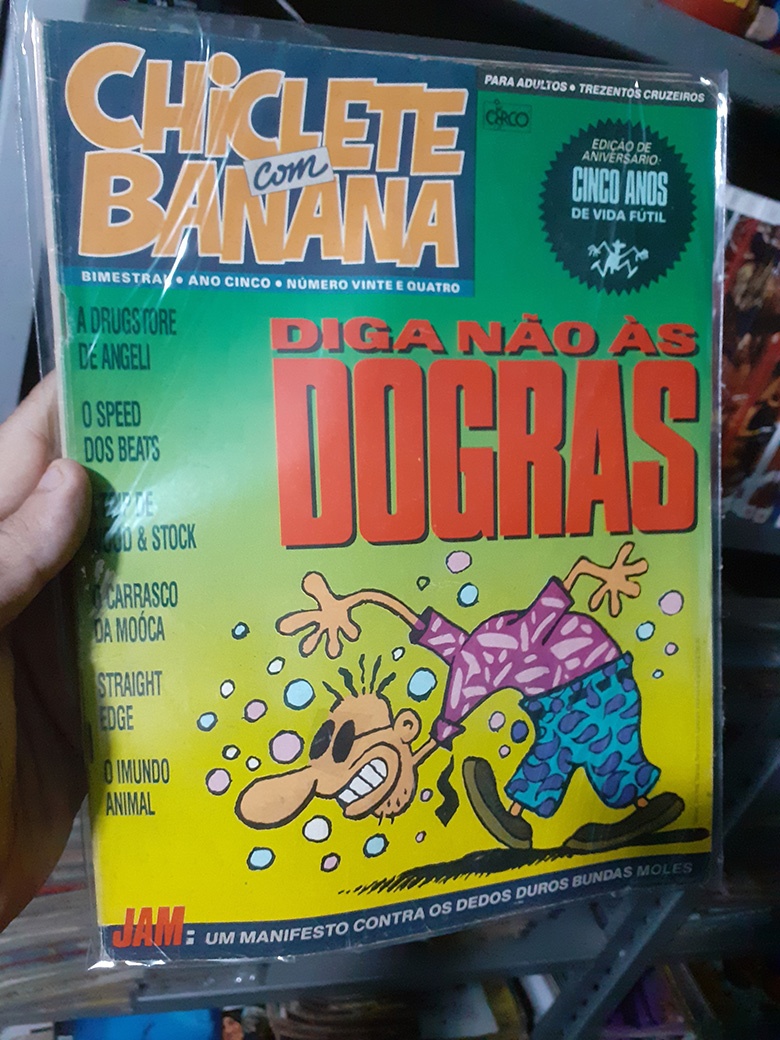 CHiCLETE
com
BANANA
BIMESTRAL • ANO CINCO • NÚMERO VINTE E QUATRO
PARA ADULTOS • TREZENTOS CRUZEIROS
CIRCO
EDIÇÃO DE
ANIVERSÁRIO:
CINCO ANOS
DE VIDA FÚTIL
A DRUGSTORE
DE ANGELI
O SPEED
DOS BEATS
DE
& STOCK
O CARRASCO
DA MOÓCA
STRAIGHT
EDGE
O IMUNDO
ANIMAL
DIGA NÃO ÀS
DOGRAS
JAM: UM MANIFESTO CONTRA OS DEDOS DUROS BUNDAS MOLES